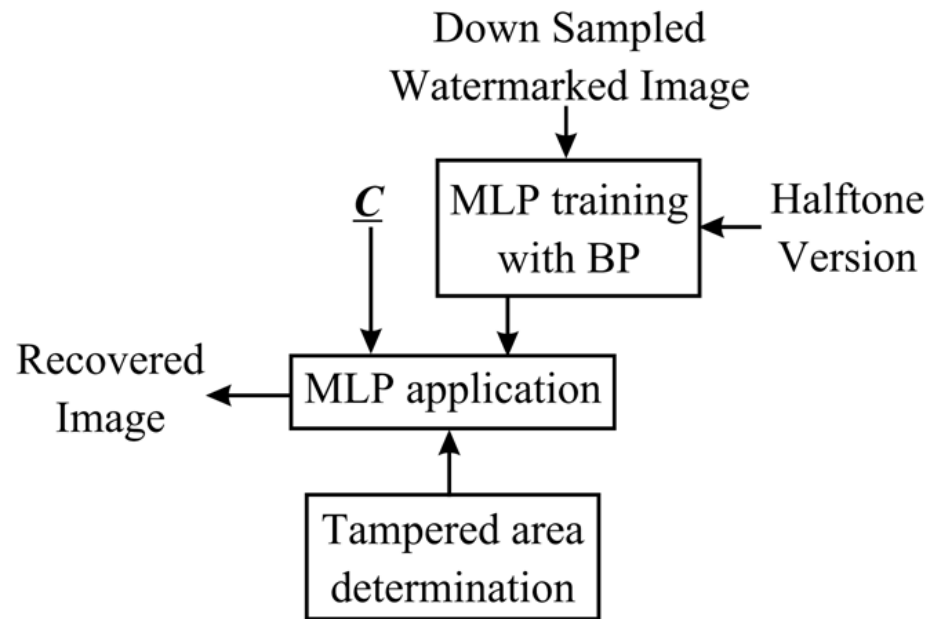 Down Sampled
Watermarked Image
C
MLP training
with BP
Halftone
Version
Recovered
Image
MLP application
Tampered area
determination